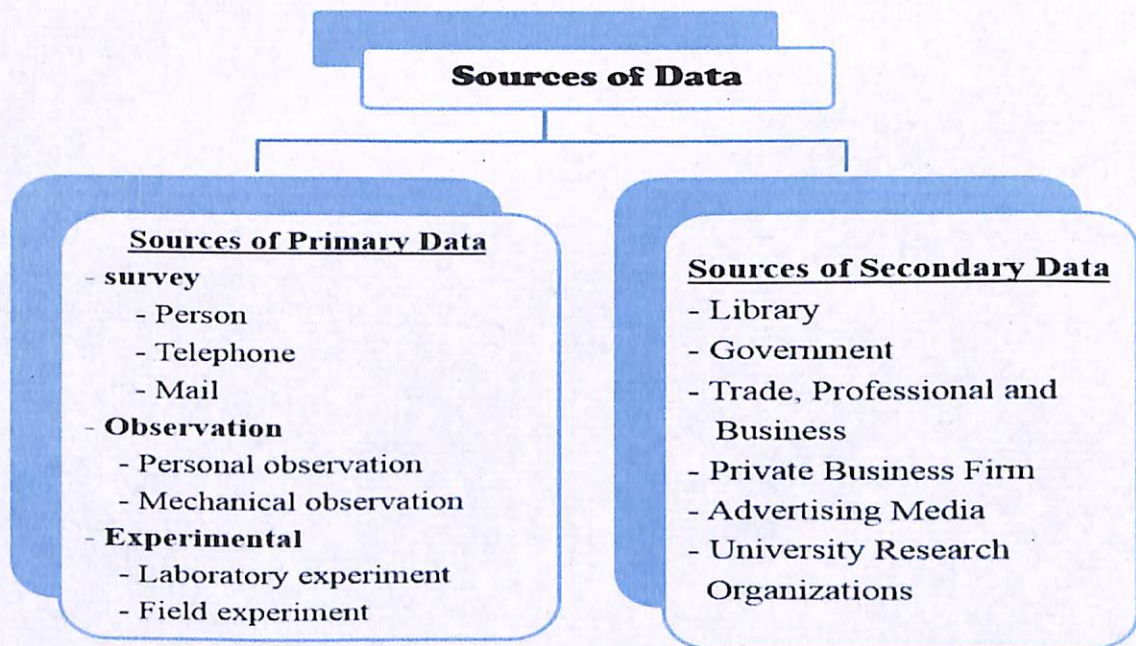 Sources of Data
Sources of Primary Data
- survey
- Person
- Telephone
- Mail
- Observation
- Personal observation
- Mechanical observation
- Experimental
- Laboratory experiment
- Field experiment
Sources of Secondary Data
- Library
- Government
- Trade, Professional and
Business
- Private Business Firm
- Advertising Media
- University Research
Organizations